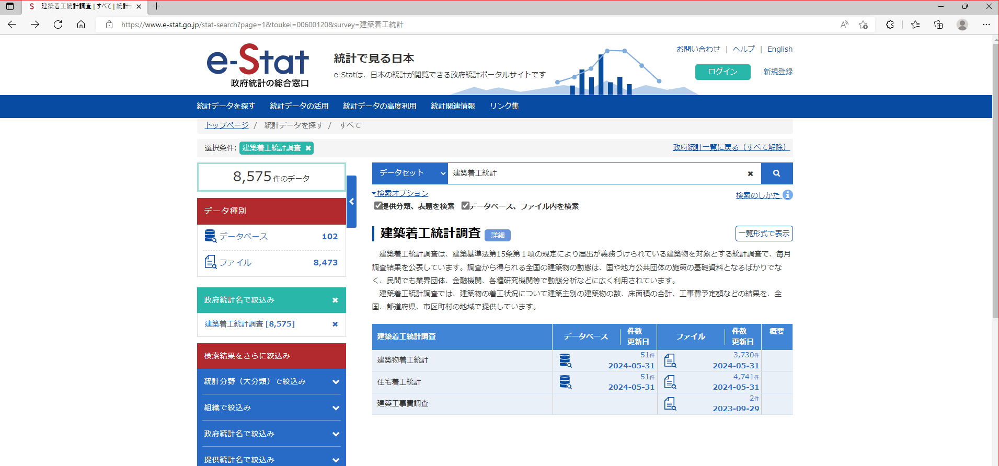 建築着工統計調査 | すべて | 統計
https://www.e-stat.go.jp/stat-search?page=1&toukei=00600120&survey=建築着工統計
e-Stat
政府統計の総合窓口
統計で見る日本
e-Statは、日本の統計が閲覧できる政府統計ポータルサイトです
お問い合わせ | ヘルプ | English
ログイン 新規登録
統計データを探す 統計データの活用 統計データの高度利用 統計関連情報 リンク集
トップページ / 統計データを探す / すべて
選択条件: 建築着工統計調査
政府統計一覧に戻る（すべて解除）
8,575 件のデータ
データ種別
データベース 102
ファイル 8,473
政府統計名で絞込み
建築着工統計調査 [8,575]
検索結果をさらに絞込み
統計分野（大分類）で絞込み
組織で絞込み
政府統計名で絞込み
提供統計名で絞込み
データセット 建築着工統計
検索オプション
検索のしかた
提供分類、表題を検索 データベース、ファイル内を検索
建築着工統計調査 詳細
一覧形式で表示
建築着工統計調査は、建築基準法第15条第１項の規定により届出が義務づけられている建築物を対象とする統計調査で、毎月
調査結果を公表しています。調査から得られる全国の建築物の動態は、国や地方公共団体の施策の基礎資料となるばかりでな
く、民間でも業界団体、金融機関、各種研究機関等で動態分析などに広く利用されています。
建築着工統計調査では、建築物の着工状況について建築主別の建築物の数、床面積の合計、工事費予定額などの結果を、全
国、都道府県、市区町村の地域で提供しています。
建築着工統計調査 データベース 件数 更新日 ファイル 件数 更新日 概要
建築物着工統計 51件 2024-05-31 3,730件 2024-05-31
住宅着工統計 51件 2024-05-31 4,741件 2024-05-31
建築工事費調査 2件 2023-09-29